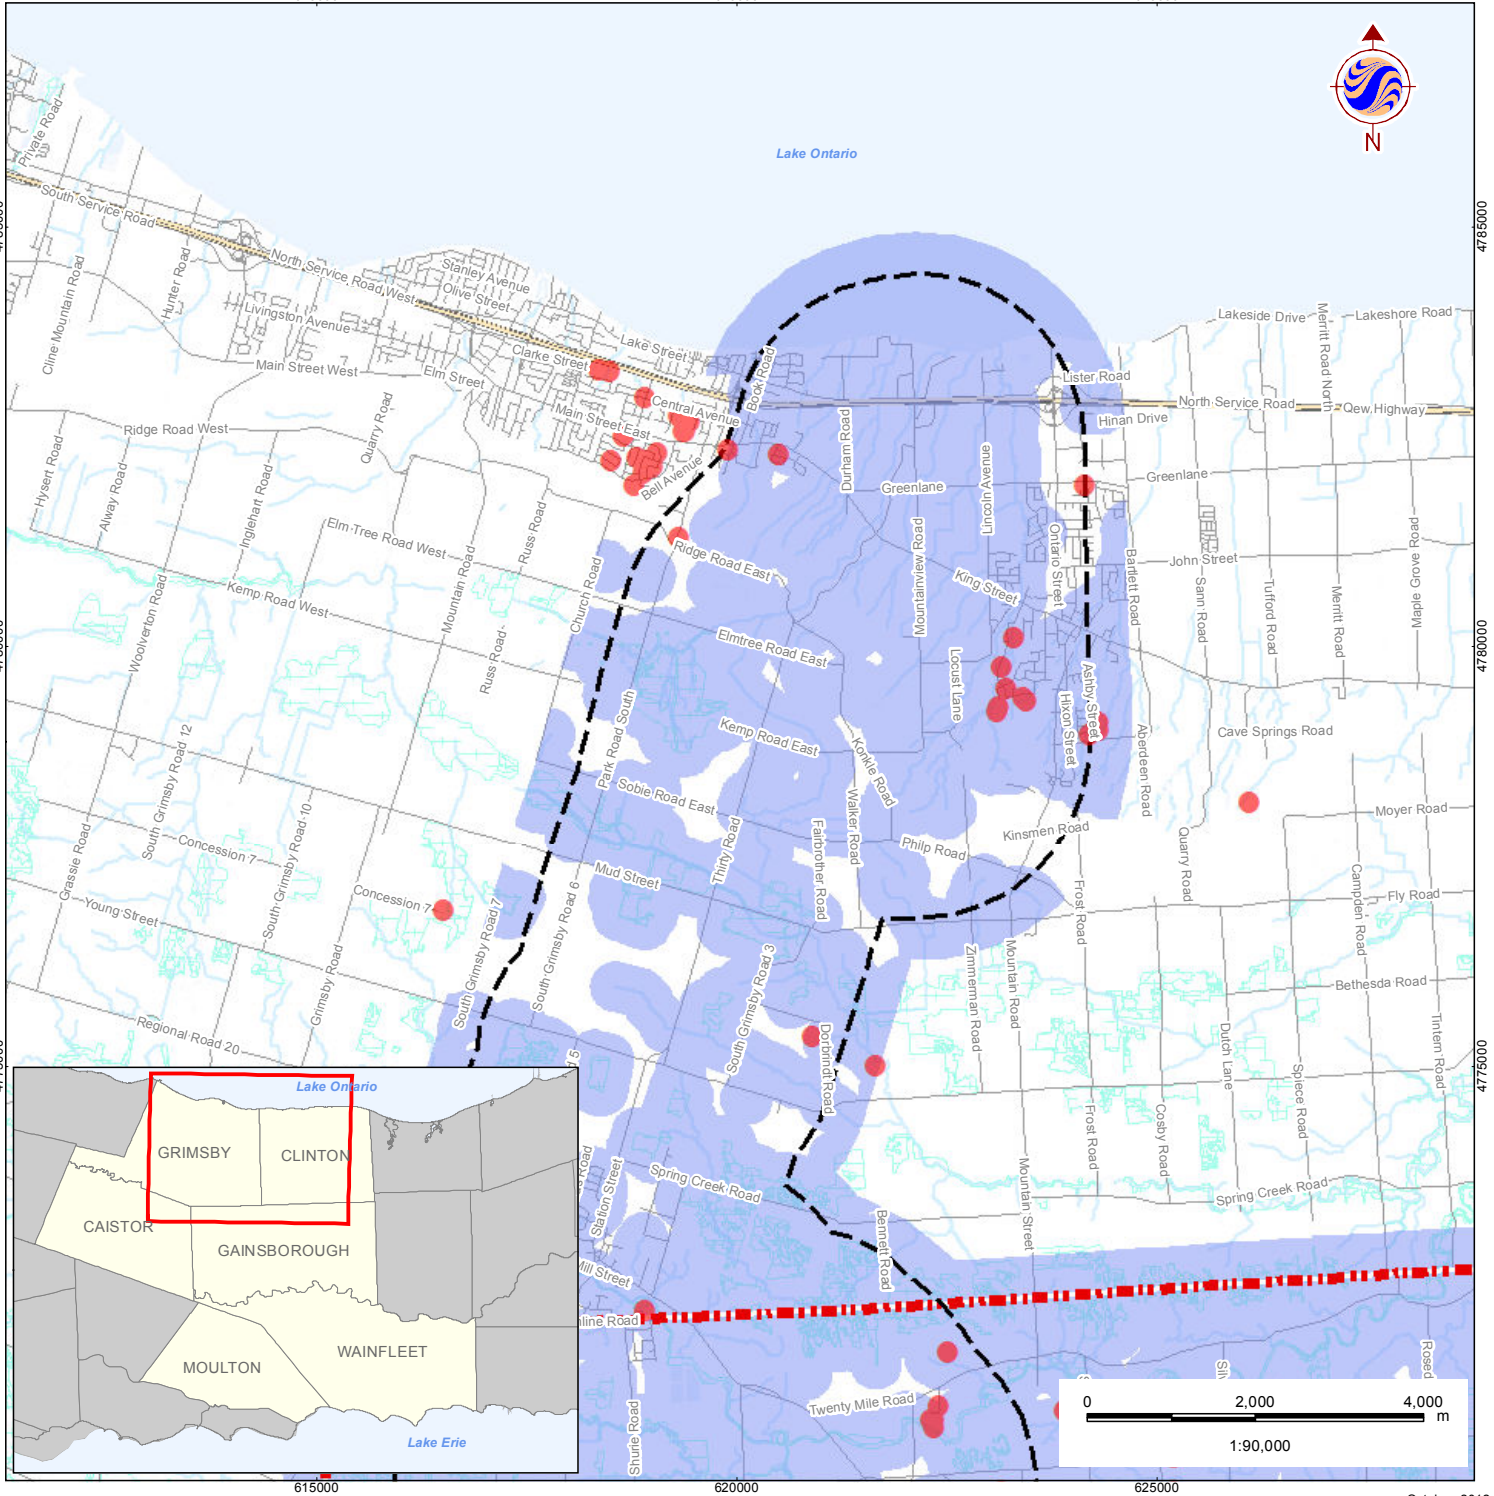 Lake Ontario
N
4785000
4780000
4775000
Private Road
South Service Road
North Service Road West
Stanley Avenue
Olive Street
Hunter Road
Livingston Avenue
Cline Mountain Road
Lake Street
Clarke Street
Main Street West
Elm Street
Central Avenue
Book Road
Main Street East
Bell Avenue
Ridge Road West
Quarry Road
Hysert Road
Alway Road
Inglehart Road
Elm Tree Road West
Russ Road
Mountain Road
Church Road
Ridge Road East
Kemp Road West
Woolverton Road
Russ Road
Elmtree Road East
Durham Road
Greenlane
Lincoln Avenue
Mountainview Road
King Street
Ontario Street
Locust Lane
Hixon Street
Ashby Street
Bartlett Road
Aberdeen Road
Lister Road
Hinan Drive
North Service Road
Qew Highway
Lakeside Drive
Lakeshore Road
Merritt Road North
Greenlane
John Street
Sann Road
Tufford Road
Merritt Road
Maple Grove Road
Cave Springs Road
Moyer Road
Quarry Road
Campden Road
Fly Road
Kemp Road East
Park Road South
Sobie Road East
Konkle Road
Walker Road
Fairbrother Road
Philp Road
Kinsmen Road
Thirty Road
Mud Street
South Grimsby Road 12
South Grimsby Road 10
Concession 7
Concession 7
Grassie Road
Young Street
Grimsby Road
South Grimsby Road 7
South Grimsby Road 6
South Grimsby Road 3
Regional Road 20
Frost Road
Zimmerman Road
Mountain Road
Bethesda Road
Dutch Lane
Spiece Road
Tintern Road
Dorbrindt Road
Frost Road
Cosby Road
Mountain Street
Spring Creek Road
Spring Creek Road
Station Street
Bennett Road
Mill Street
Twenty Mile Road
Shurie Road
Lake Ontario
GRIMSBY
CLINTON
CAISTOR
GAINSBOROUGH
MOULTON
WAINFLEET
Lake Erie
0 2,000 4,000
m
1:90,000
615000
620000
625000